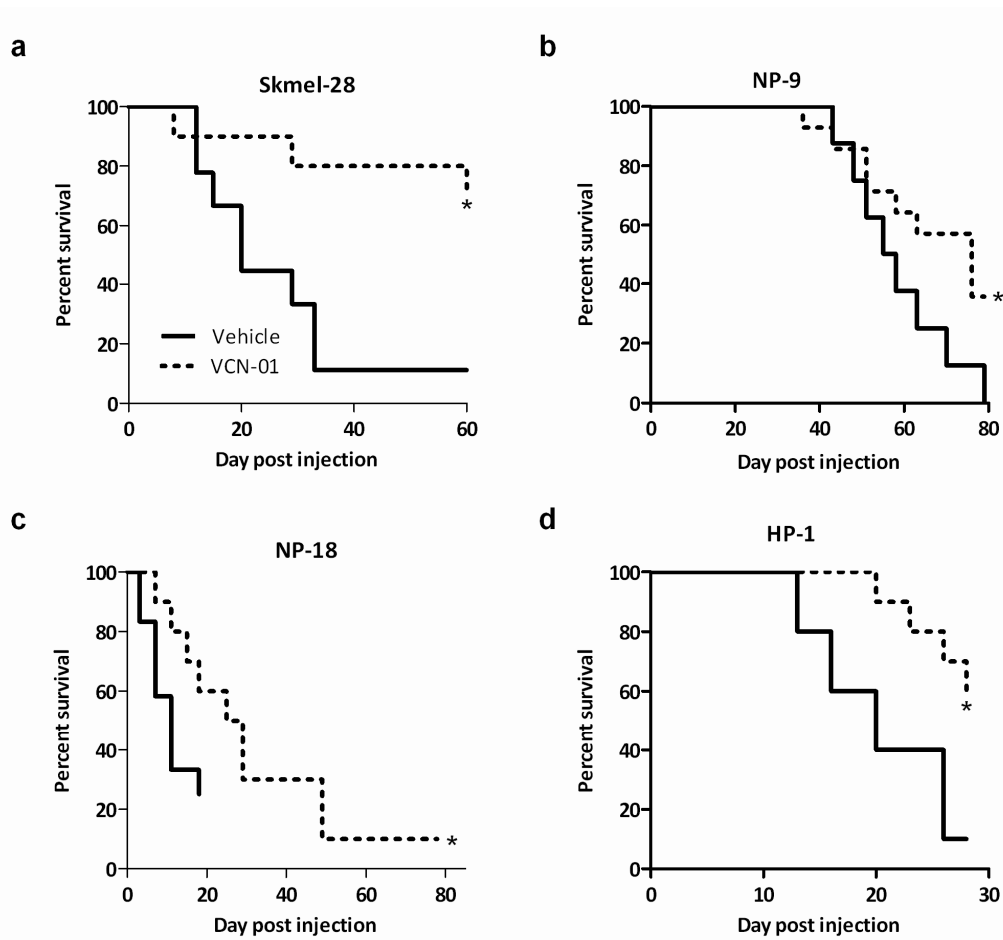 a
Skmel-28
100
80
60
40
20
0
Percent survival
*
Vehicle
VCN-01
0 20 40 60
Day post injection
b
NP-9
100
80
60
40
20
0
Percent survival
*
0 20 40 60 80
Day post injection
c
NP-18
100
80
60
40
20
0
Percent survival
*
0 20 40 60 80
Day post injection
d
HP-1
100
80
60
40
20
0
Percent survival
*
0 10 20 30
Day post injection